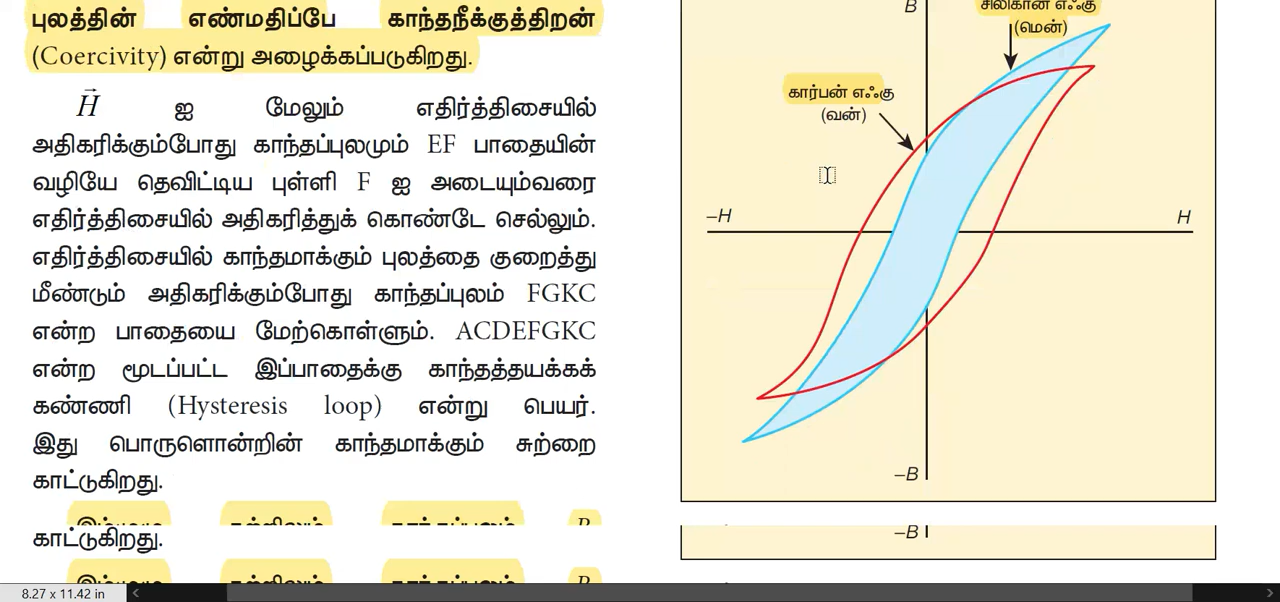 புலத்தின் எண்மதிப்பே காந்தநீக்குத்திறன்
(Coercivity) என்று அழைக்கப்படுகிறது.
H ஐ மேலும் எதிர்த்திசையில்
அதிகரிக்கும்போது காந்தப்புலமும் EF பாதையின்
வழியே தெவிட்டிய புள்ளி F ஐ அடையும்வரை
எதிர்த்திசையில் அதிகரித்துக் கொண்டே செல்லும்.
எதிர்த்திசையில் காந்தமாக்கும் புலத்தை குறைத்து
மீண்டும் அதிகரிக்கும்போது காந்தப்புலம் FGKC
என்ற பாதையை மேற்கொள்ளும். ACDEFGKC
என்ற மூடப்பட்ட இப்பாதைக்கு காந்தத்தயக்கக்
கண்ணி (Hysteresis loop) என்று பெயர்.
இது பொருளொன்றின் காந்தமாக்கும் சுற்றை
காட்டுகிறது.
காட்டுகிறது.
B
சிலிகான் எஃகு
(மென்)
கார்பன் எஃகு
(வன்)
–H
H
–B
–B
8.27 x 11.42 in